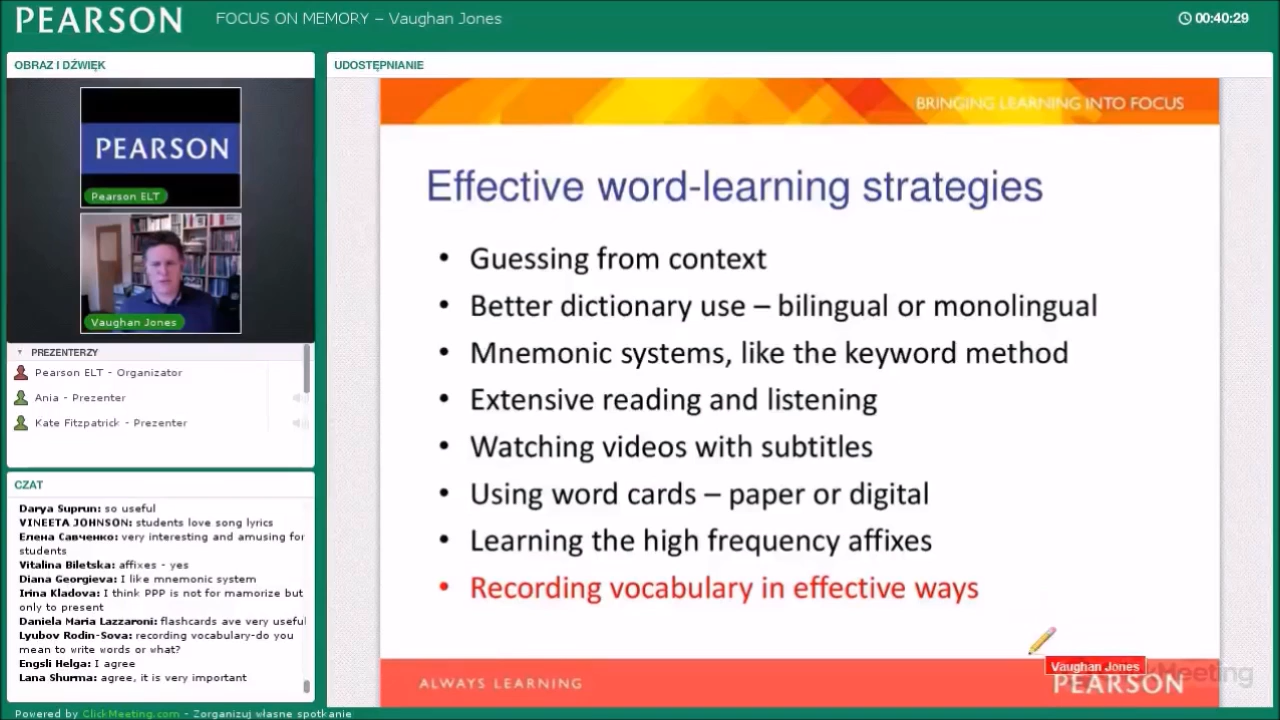 PEARSON
FOCUS ON MEMORY – Vaughan Jones
00:40:29
OBRAZ I DŹWIĘK
PEARSON
Pearson ELT
Vaughan Jones
PREZENTERZY
Pearson ELT - Organizator
Ania - Prezenter
Kate Fitzpatrick - Prezenter
CZAT
Darya Suprun: so useful
VINEETA JOHNSON: students love song lyrics
Елена Савченко: very interesting and amusing for
students
Vitalina Biletska: affixes - yes
Diana Georgieva: I like mnemonic system
Irina Kladova: I think PPP is not for mamorize but
only to present
Daniela Maria Lazzaroni: flashcards ave very useful
Lyubov Rodin-Sova: recording vocabulary-do you
mean to write words or what?
Engsli Helga: I agree
Lana Shurma: agree, it is very important
UDOSTĘPNIANIE
BRINGING LEARNING INTO FOCUS
Effective word-learning strategies
• Guessing from context
• Better dictionary use – bilingual or monolingual
• Mnemonic systems, like the keyword method
• Extensive reading and listening
• Watching videos with subtitles
• Using word cards – paper or digital
• Learning the high frequency affixes
• Recording vocabulary in effective ways
Vaughan Jones
ALWAYS LEARNING
PEARSON
Powered by ClickMeeting.com - Zorganizuj własne spotkanie